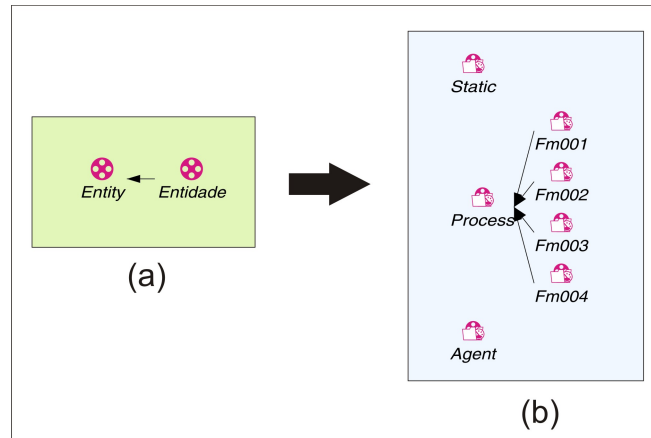 Entity
Entidade
(a)
Static
Fm001
Fm002
Process
Fm003
Fm004
Agent
(b)